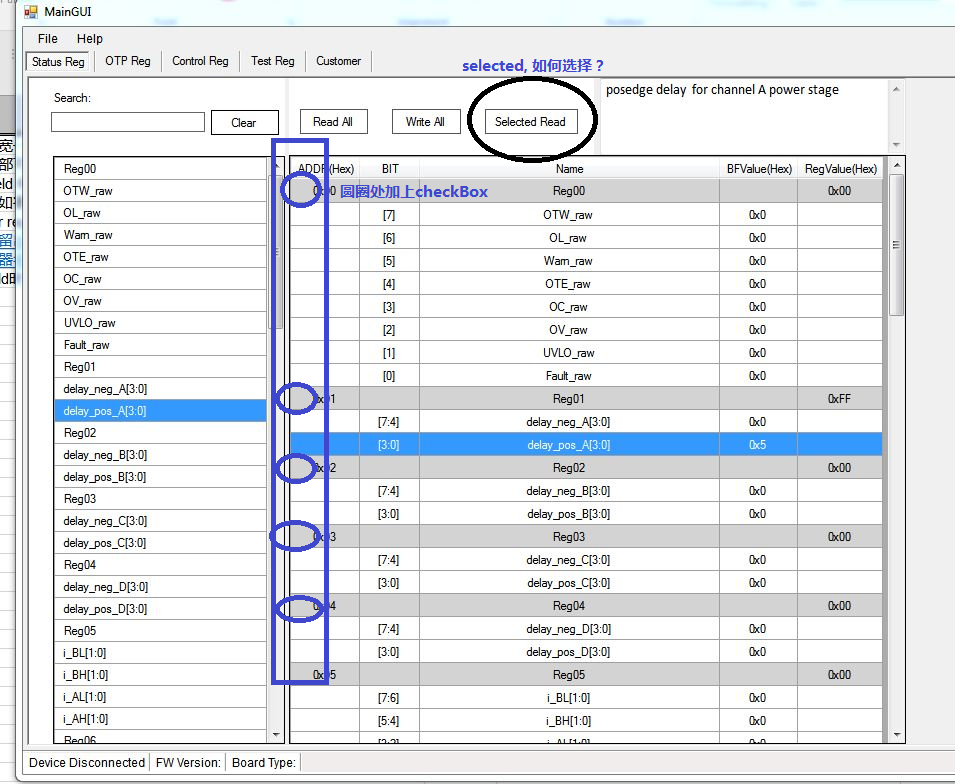 MainGUI
File Help
Status Reg OTP Reg Control Reg Test Reg Customer
selected, 如何选择？
Search:
Clear
Read All Write All Selected Read
posedge delay for channel A power stage
Reg00
OTW_raw
OL_raw
Warn_raw
OTE_raw
OC_raw
OV_raw
UVLO_raw
Fault_raw
Reg01
delay_neg_A[3:0]
delay_pos_A[3:0]
Reg02
delay_neg_B[3:0]
delay_pos_B[3:0]
Reg03
delay_neg_C[3:0]
delay_pos_C[3:0]
Reg04
delay_neg_D[3:0]
delay_pos_D[3:0]
Reg05
i_BL[1:0]
i_BH[1:0]
i_AL[1:0]
i_AH[1:0]
Reg06
ADDR(Hex) BIT Name BFValue(Hex) RegValue(Hex)
0x00 Reg00 0x00
圆圈处加上checkBox
[7] OTW_raw 0x0
[6] OL_raw 0x0
[5] Warn_raw 0x0
[4] OTE_raw 0x0
[3] OC_raw 0x0
[2] OV_raw 0x0
[1] UVLO_raw 0x0
[0] Fault_raw 0x0
0x01 Reg01 0xFF
[7:4] delay_neg_A[3:0] 0x0
[3:0] delay_pos_A[3:0] 0x5
0x02 Reg02 0x00
[7:4] delay_neg_B[3:0] 0x0
[3:0] delay_pos_B[3:0] 0x0
0x03 Reg03 0x00
[7:4] delay_neg_C[3:0] 0x0
[3:0] delay_pos_C[3:0] 0x0
0x04 Reg04 0x00
[7:4] delay_neg_D[3:0] 0x0
[3:0] delay_pos_D[3:0] 0x0
0x05 Reg05 0x00
[7:6] i_BL[1:0] 0x0
[5:4] i_BH[1:0] 0x0
Device Disconnected FW Version: Board Type: